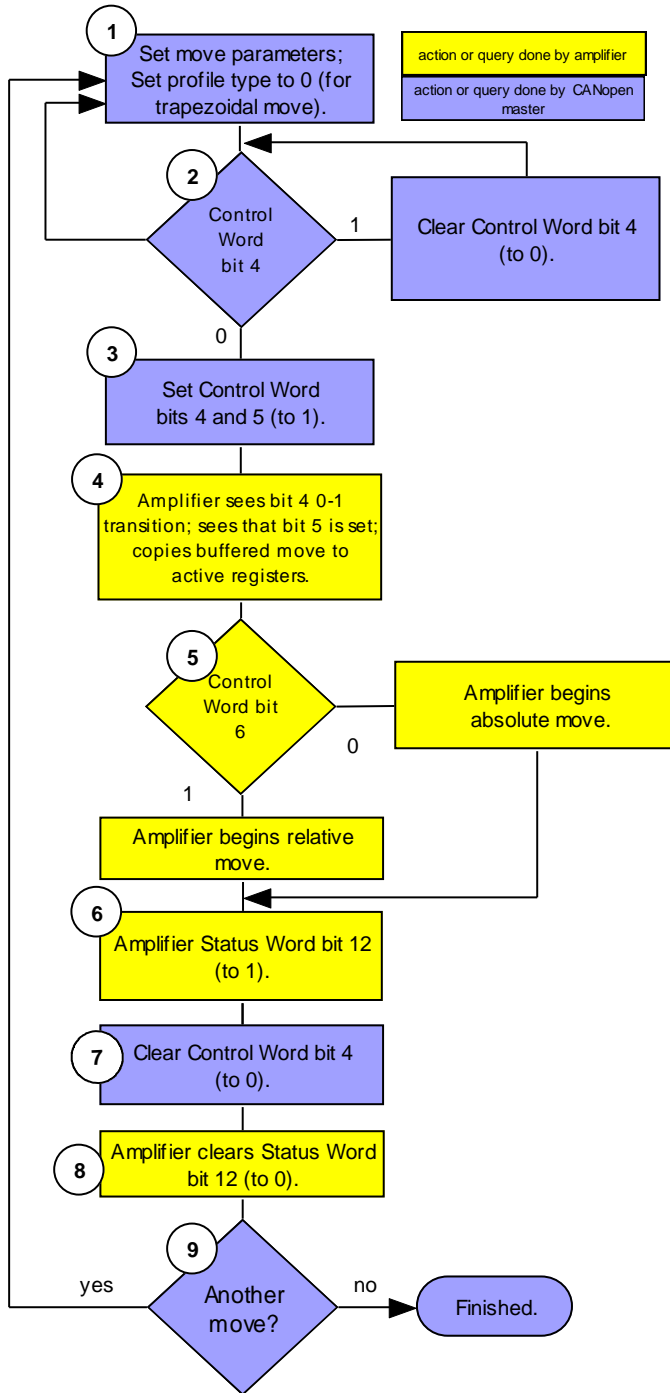 1
Set move parameters;
Set profile type to 0 (for
trapezoidal move).
action or query done by amplifier
action or query done by CANopen
master
2
Control
Word
bit 4
1
Clear Control Word bit 4
(to 0).
0
3
Set Control Word
bits 4 and 5 (to 1).
4
Amplifier sees bit 4 0-1
transition; sees that bit 5 is set;
copies buffered move to
active registers.
5
Control
Word bit
6
0
Amplifier begins
absolute move.
1
Amplifier begins relative
move.
6
Amplifier Status Word bit 12
(to 1).
7
Clear Control Word bit 4
(to 0).
8
Amplifier clears Status Word
bit 12 (to 0).
9
yes
Another
move?
no
Finished.